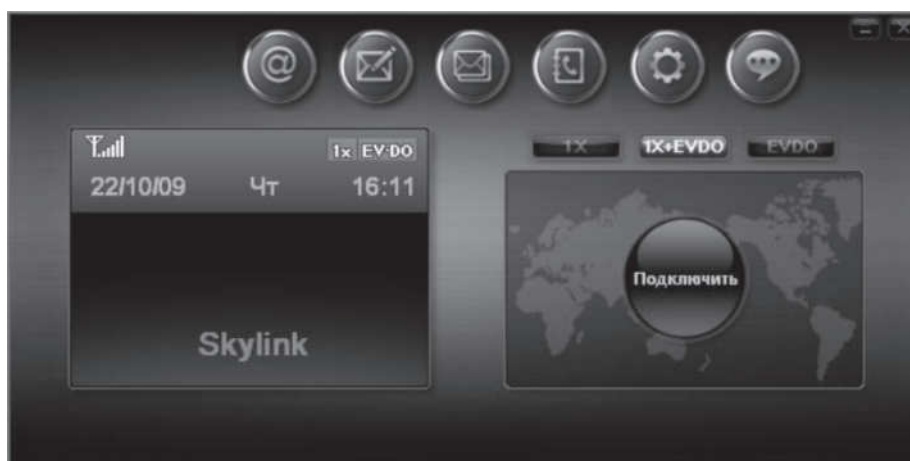 1x EV·DO
22/10/09 Чт 16:11
Skylink
1X 1X+EVDO EVDO
Подключить